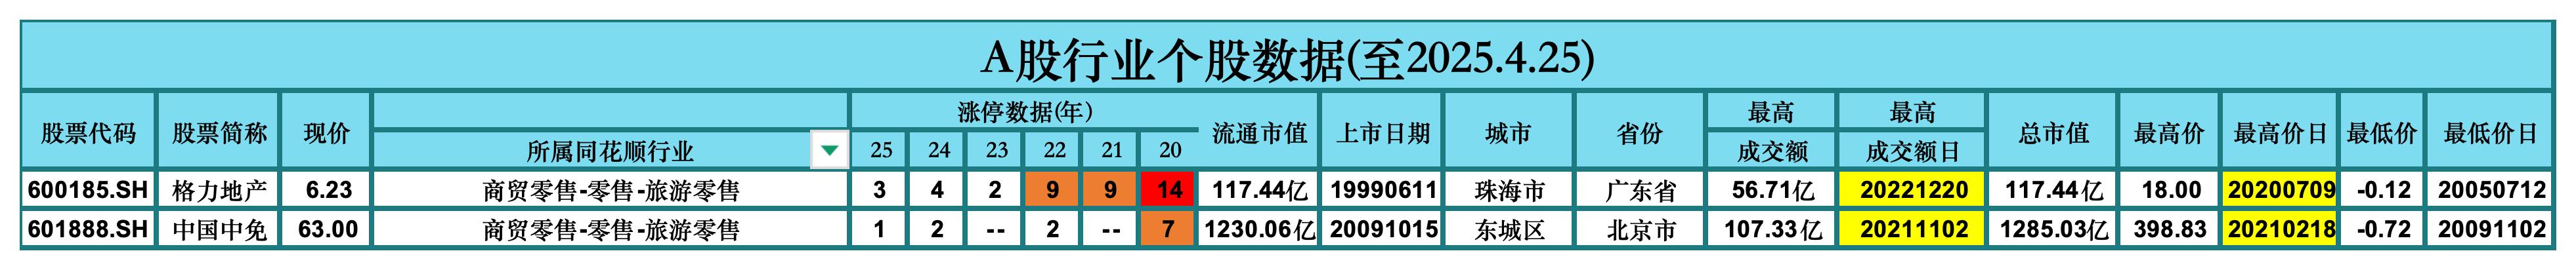 A股行业个股数据(至2025.4.25)
股票代码 股票简称 现价 所属同花顺行业 涨停数据(年) 25 24 23 22 21 20 流通市值 上市日期 城市 省份 最高成交额 最高成交额日 总市值 最高价 最高价日 最低价 最低价日
600185.SH 格力地产 6.23 商贸零售-零售-旅游零售 3 4 2 9 9 14 117.44亿 19990611 珠海市 广东省 56.71亿 20221220 117.44亿 18.00 20200709 -0.12 20050712
601888.SH 中国中免 63.00 商贸零售-零售-旅游零售 1 2 -- 2 -- 7 1230.06亿 20091015 东城区 北京市 107.33亿 20211102 1285.03亿 398.83 20210218 -0.72 20091102